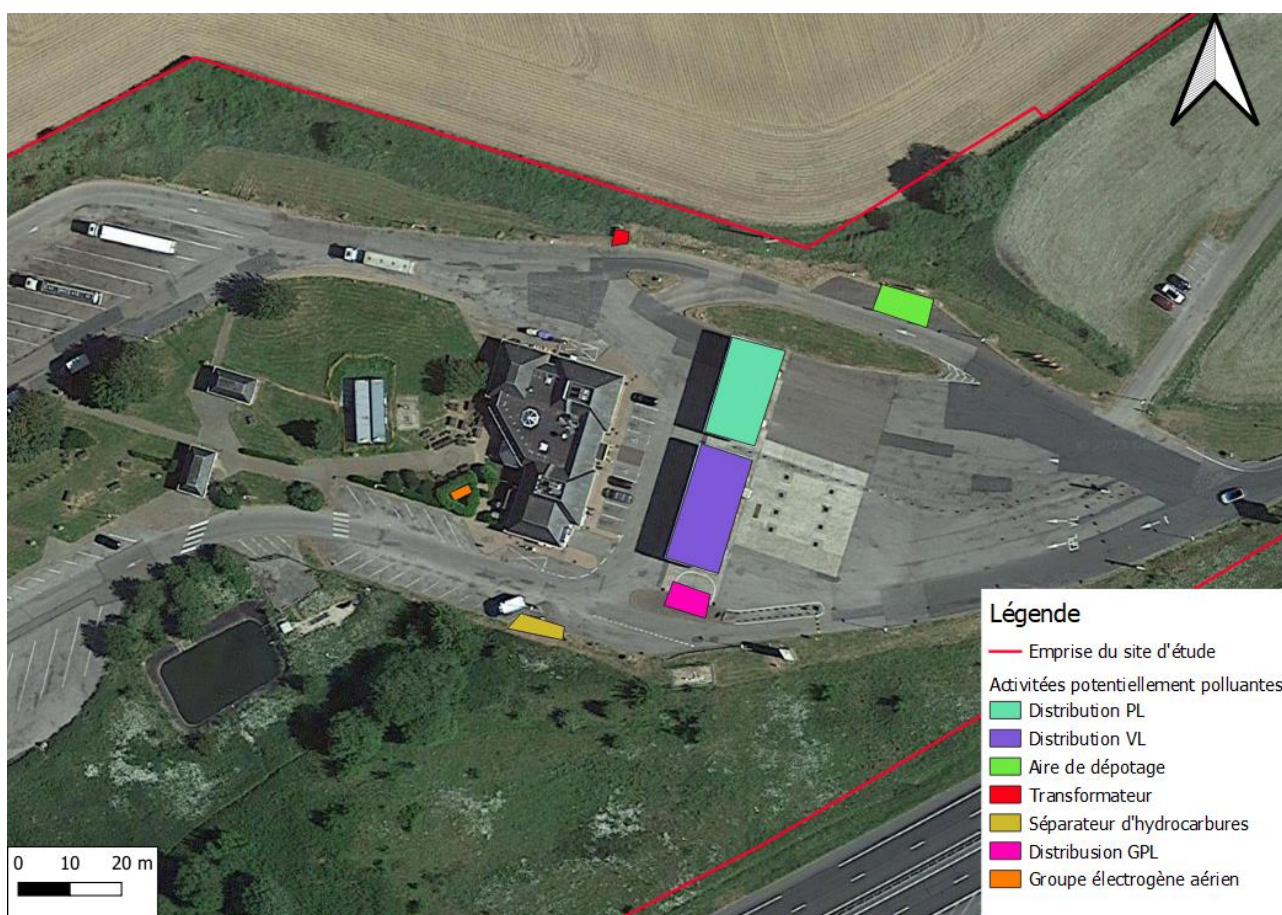 Légende
Emprise du site d'étude
Activitées potentiellement polluantes
Distribution PL
Distribution VL
Aire de dépotage
Transformateur
Séparateur d'hydrocarbures
Distribusion GPL
Groupe électrogène aérien
0 10 20 m